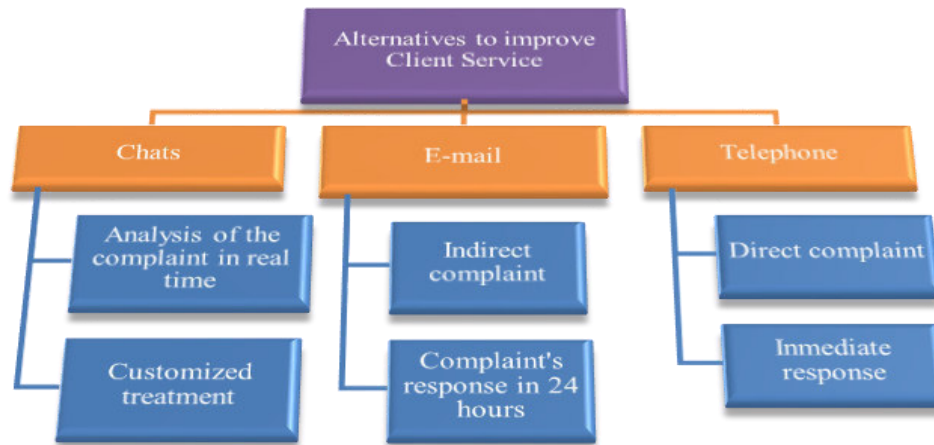 Alternatives to improve
Client Service
Chats
E-mail
Telephone
Analysis of the
complaint in real
time
Indirect
complaint
Direct complaint
Customized
treatment
Complaint's
response in 24
hours
Inmediate
response